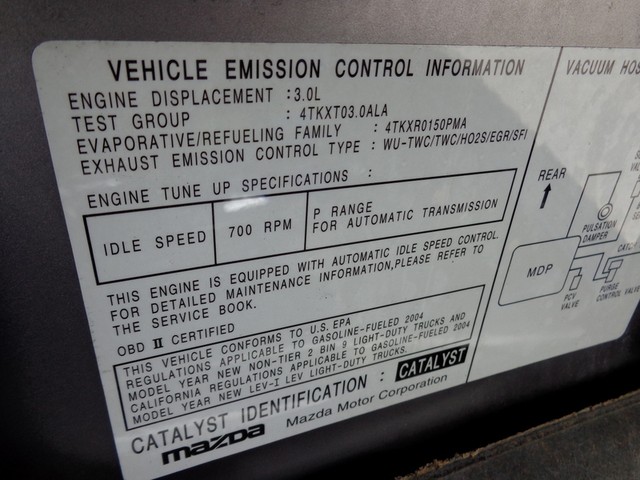 VEHICLE EMISSION CONTROL INFORMATION
ENGINE DISPLACEMENT :3.0L
TEST GROUP : 4TKXT03.0ALA
EVAPORATIVE/REFUELING FAMILY : 4TKXR0150PMA
EXHAUST EMISSION CONTROL TYPE : WU-TWC/TWC/HO2S/EGR/SFI
ENGINE TUNE UP SPECIFICATIONS :
IDLE SPEED
700 RPM
P RANGE
FOR AUTOMATIC TRANSMISSION
THIS ENGINE IS EQUIPPED WITH AUTOMATIC IDLE SPEED CONTROL.
FOR DETAILED MAINTENANCE INFORMATION,PLEASE REFER TO
THE SERVICE BOOK.
OBD II CERTIFIED
THIS VEHICLE CONFORMS TO U.S. EPA
REGULATIONS APPLICABLE TO GASOLINE-FUELED 2004
MODEL YEAR NEW NON-TIER 2 BIN 9 LIGHT-DUTY TRUCKS AND
CALIFORNIA REGULATIONS APPLICABLE TO GASOLINE-FUELED 2004
MODEL YEAR NEW LEV-I LEV LIGHT-DUTY TRUCKS.
CATALYST IDENTIFICATION : CATALYST
mazda Mazda Motor Corporation
VACUUM HOS
REAR
PULSATION
DAMPER
MDP
PCV
VALVE
PURGE
CONTROL VALVE
CATC